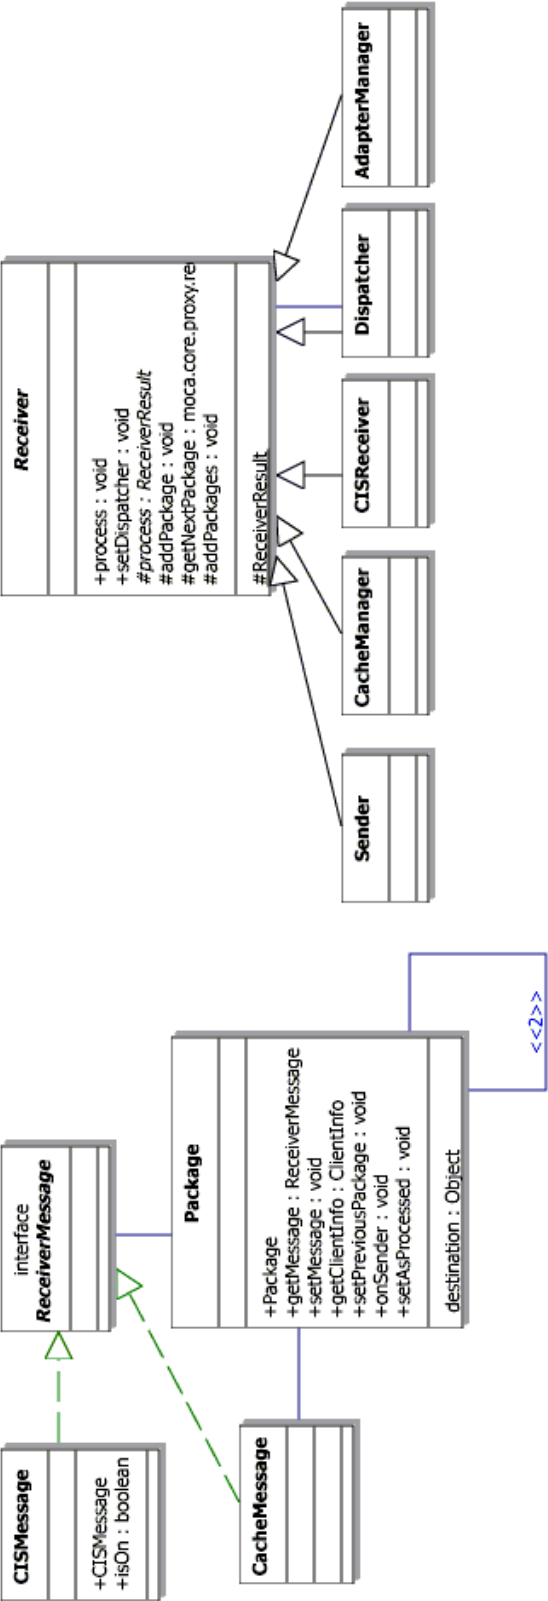 CISMessage
+CISMessage
+isOn : boolean
interface
ReceiverMessage
CacheMessage
Package
+Package
+getMessage : ReceiverMessage
+setMessage : void
+getClientInfo : ClientInfo
+setPreviousPackage : void
+onSender : void
+setAsProcessed : void
destination : Object
<<2>>
Receiver
+process : void
+setDispatcher : void
#process : ReceiverResult
#addPackage : void
#getNextPackage : moca.core.proxy.re
#addPackages : void
#ReceiverResult
Sender
CacheManager
CISReceiver
Dispatcher
AdapterManager